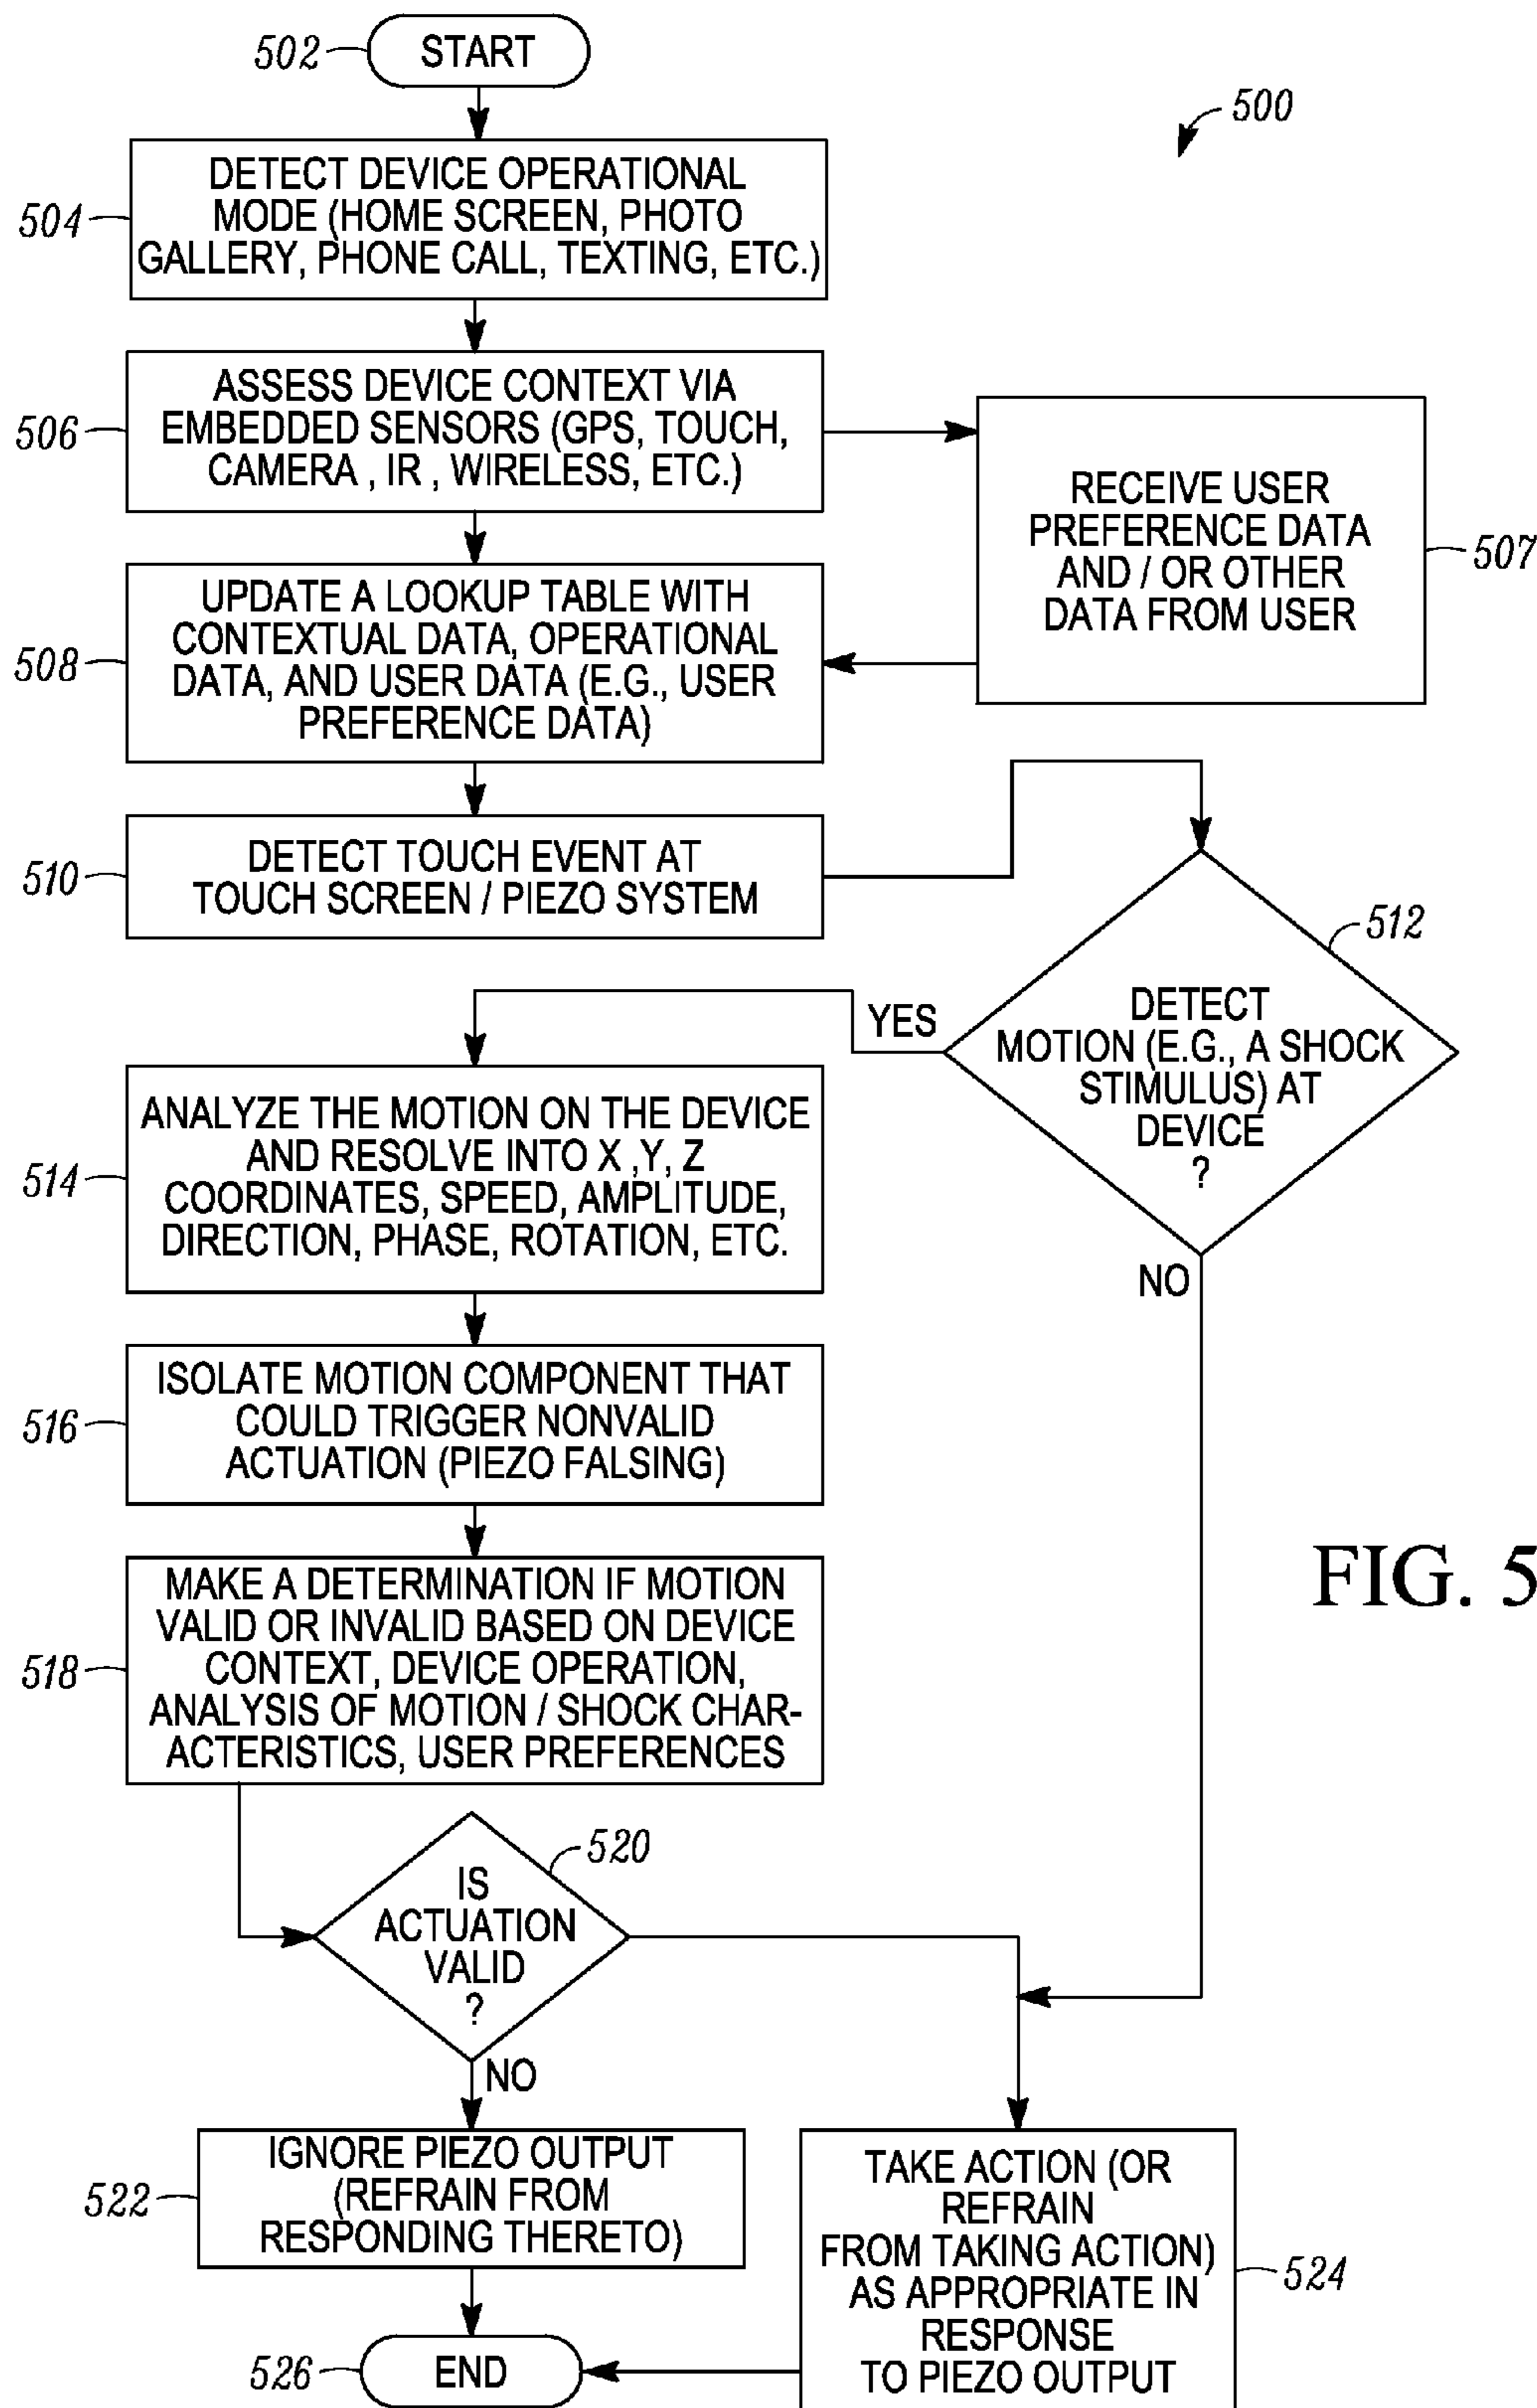 502
START
500
504
DETECT DEVICE OPERATIONAL
MODE (HOME SCREEN, PHOTO
GALLERY, PHONE CALL, TEXTING, ETC.)
506
ASSESS DEVICE CONTEXT VIA
EMBEDDED SENSORS (GPS, TOUCH,
CAMERA , IR , WIRELESS, ETC.)
RECEIVE USER
PREFERENCE DATA
AND / OR OTHER
DATA FROM USER
507
508
UPDATE A LOOKUP TABLE WITH
CONTEXTUAL DATA, OPERATIONAL
DATA, AND USER DATA (E.G., USER
PREFERENCE DATA)
510
DETECT TOUCH EVENT AT
TOUCH SCREEN / PIEZO SYSTEM
512
DETECT
MOTION (E.G., A SHOCK
STIMULUS) AT
DEVICE
?
YES
NO
514
ANALYZE THE MOTION ON THE DEVICE
AND RESOLVE INTO X ,Y, Z
COORDINATES, SPEED, AMPLITUDE,
DIRECTION, PHASE, ROTATION, ETC.
516
ISOLATE MOTION COMPONENT THAT
COULD TRIGGER NONVALID
ACTUATION (PIEZO FALSING)
518
MAKE A DETERMINATION IF MOTION
VALID OR INVALID BASED ON DEVICE
CONTEXT, DEVICE OPERATION,
ANALYSIS OF MOTION / SHOCK CHAR-
ACTERISTICS, USER PREFERENCES
FIG. 5
520
IS
ACTUATION
VALID
?
NO
522
IGNORE PIEZO OUTPUT
(REFRAIN FROM
RESPONDING THERETO)
TAKE ACTION (OR
REFRAIN
FROM TAKING ACTION)
AS APPROPRIATE IN
RESPONSE
TO PIEZO OUTPUT
524
526
END